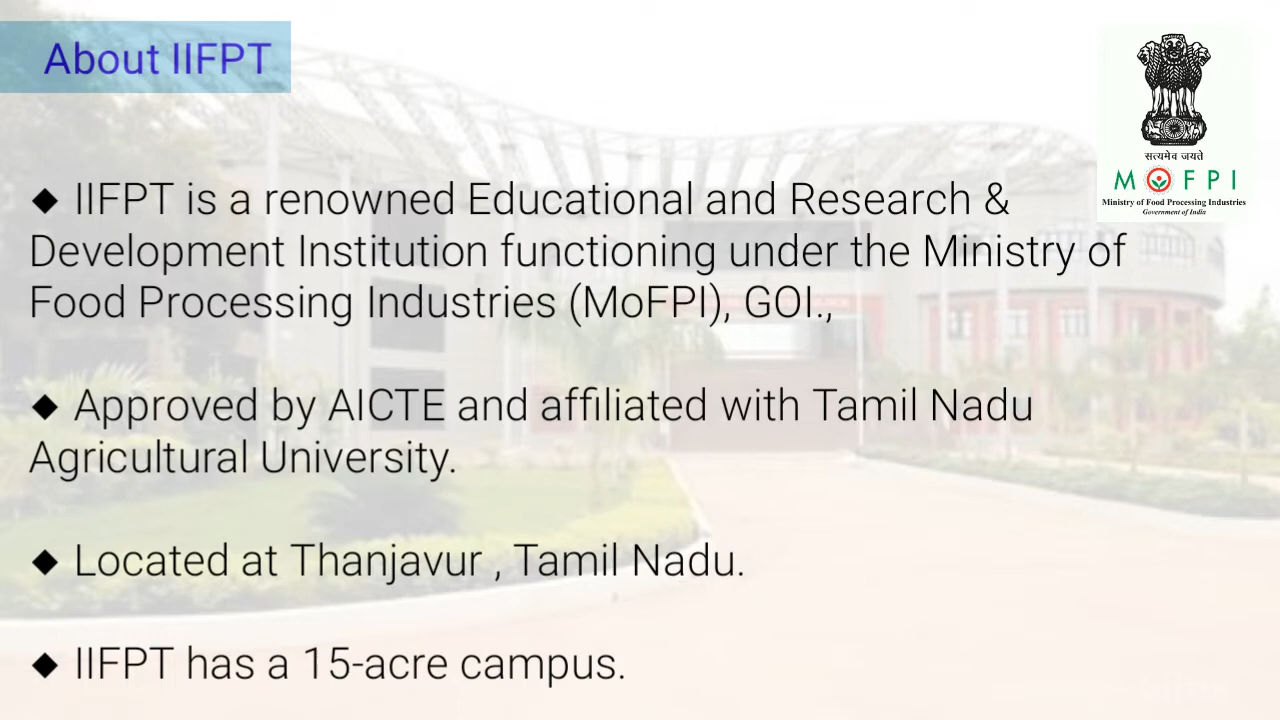 About IIFPT
सत्यमेव जयते
MOFPI
Ministry of Food Processing Industries
Government of India
◆ IIFPT is a renowned Educational and Research &
Development Institution functioning under the Ministry of
Food Processing Industries (MoFPI), GOI.,
◆ Approved by AICTE and affiliated with Tamil Nadu
Agricultural University.
◆ Located at Thanjavur , Tamil Nadu.
◆ IIFPT has a 15-acre campus.